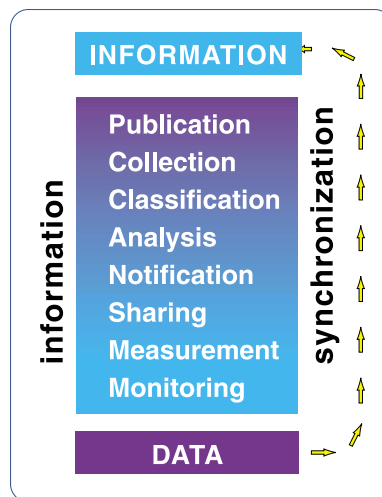 INFORMATION
information
Publication
Collection
Classification
Analysis
Notification
Sharing
Measurement
Monitoring
synchronization
DATA